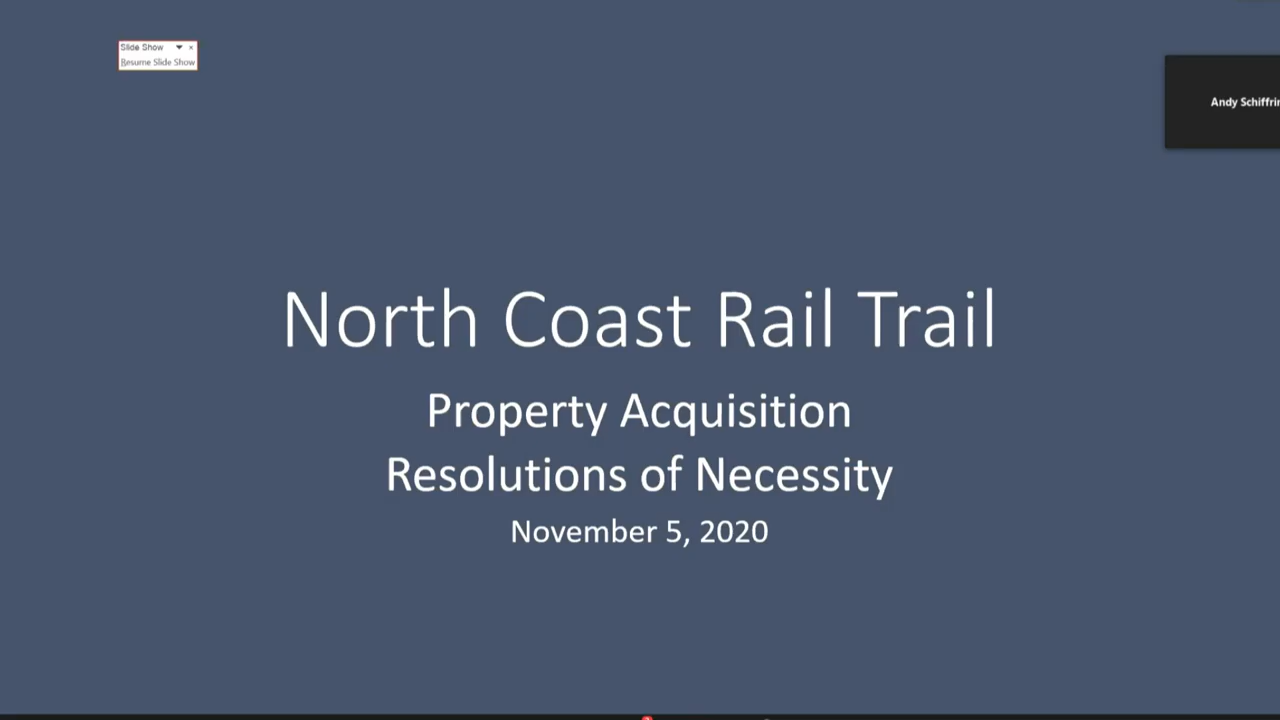 Slide Show
Resume Slide Show
Andy Schiffrin
North Coast Rail Trail
Property Acquisition
Resolutions of Necessity
November 5, 2020